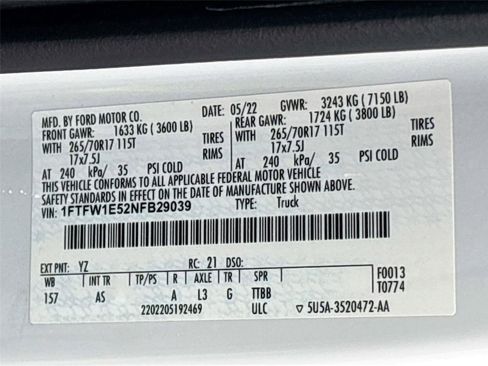 MFD. BY FORD MOTOR CO. DATE: 05/22 GVWR: 3243 KG ( 7150 LB)
FRONT GAWR: 1633 KG (3600 LB) REAR GAWR: 1724 KG ( 3800 LB)
WITH 265/70R17 115T TIRES WITH 265/70R17 115T TIRES
17x7.5J RIMS 17x7.5J RIMS
AT 240 kPa/ 35 PSI COLD AT 240 kPa/ 35 PSI COLD
THIS VEHICLE CONFORMS TO ALL APPLICABLE FEDERAL MOTOR VEHICLE
SAFETY STANDARDS IN EFFECT ON THE DATE OF MANUFACTURE SHOWN ABOVE.
VIN: 1FTFW1E52NFB29039 TYPE: Truck
EXT PNT: YZ RC: 21 DSO: F0013
WB INT TR TP/PS R AXLE TR SPR T0774
157 AS A L3 G TTBB
2202205192469 ULC ▽ 5U5A-3520472-AA